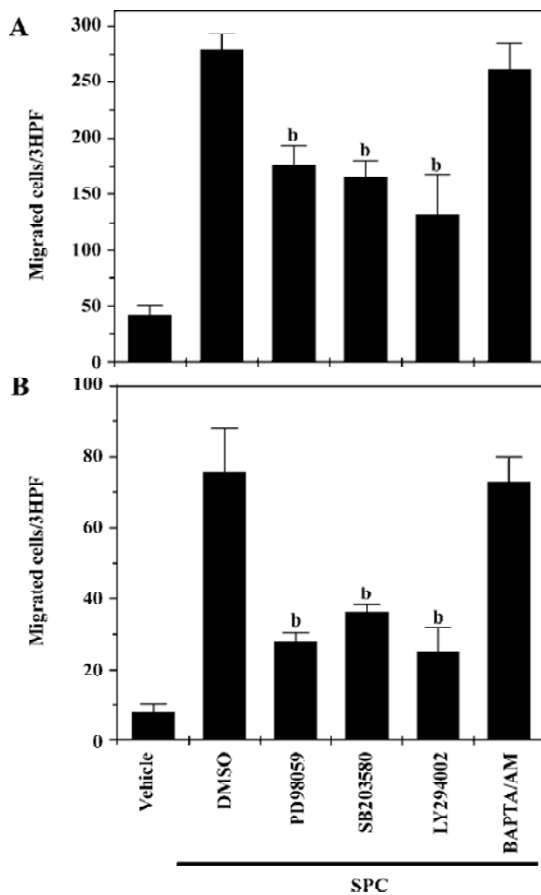 A
300
250
200
150
100
50
0
Migrated cells/3HPF
b
b
b
B
100
80
60
40
20
0
Migrated cells/3HPF
b
b
b
Vehicle
DMSO
PD98059
SB203580
LY294002
BAPTA/AM
SPC